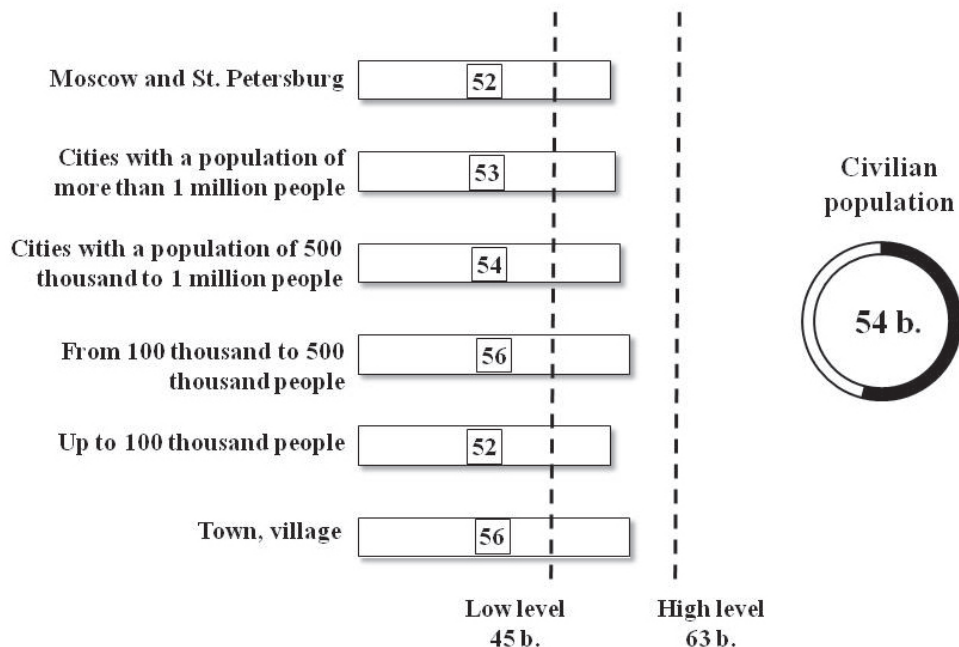 Moscow and St. Petersburg
52
Cities with a population of
more than 1 million people
53
Cities with a population of 500
thousand to 1 million people
54
From 100 thousand to 500
thousand people
56
Up to 100 thousand people
52
Town, village
56
Low level
45 b.
High level
63 b.
Civilian
population
54 b.